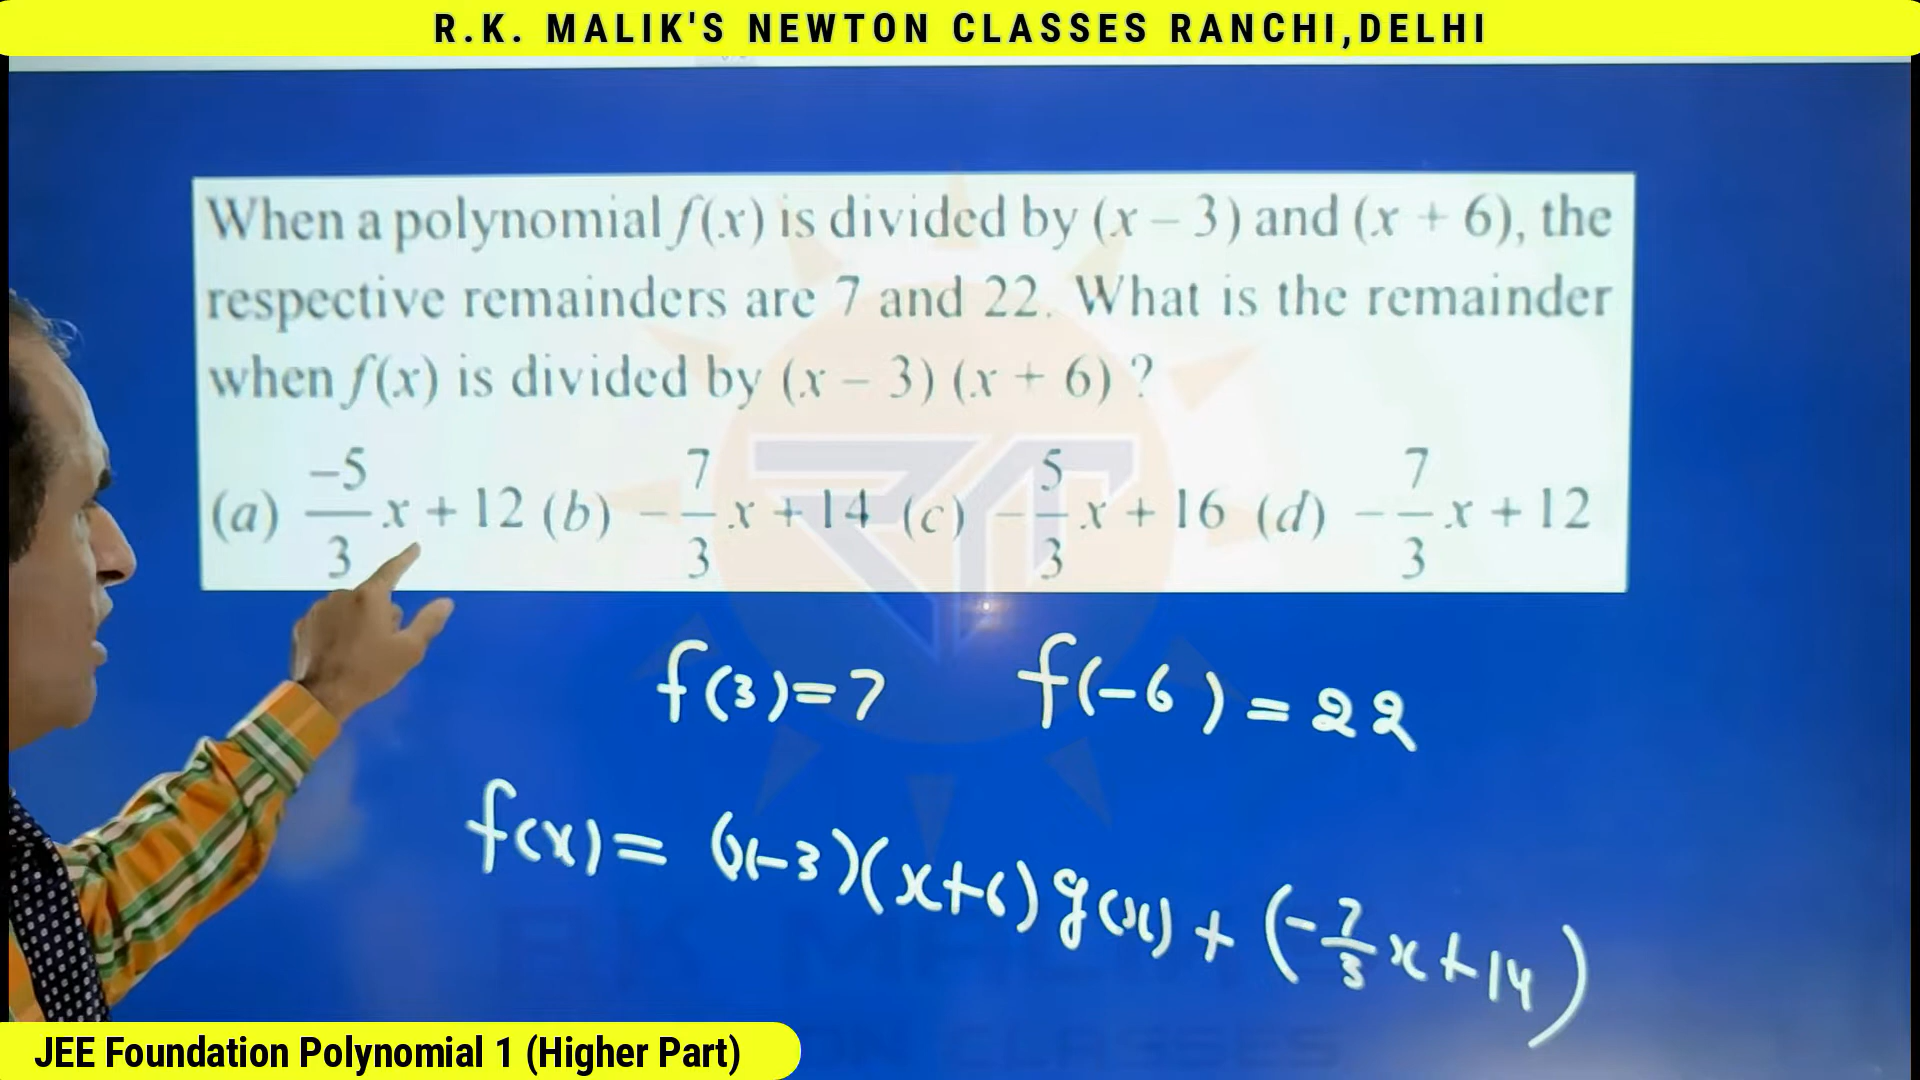 R.K. MALIK'S NEWTON CLASSES RANCHI,DELHI
When a polynomial f(x) is divided by (x – 3) and (x + 6), the
respective remainders are 7 and 22. What is the remainder
when f(x) is divided by (x – 3) (x + 6) ?
(a) -5/3 x + 12 (b) - 7/3 x + 14 (c) - 5/3 x + 16 (d) - 7/3 x + 12
f(3)=7 f(-6)=22
f(x)= (x-3)(x+6)g(x) + (-7/3 x+14)
JEE Foundation Polynomial 1 (Higher Part)